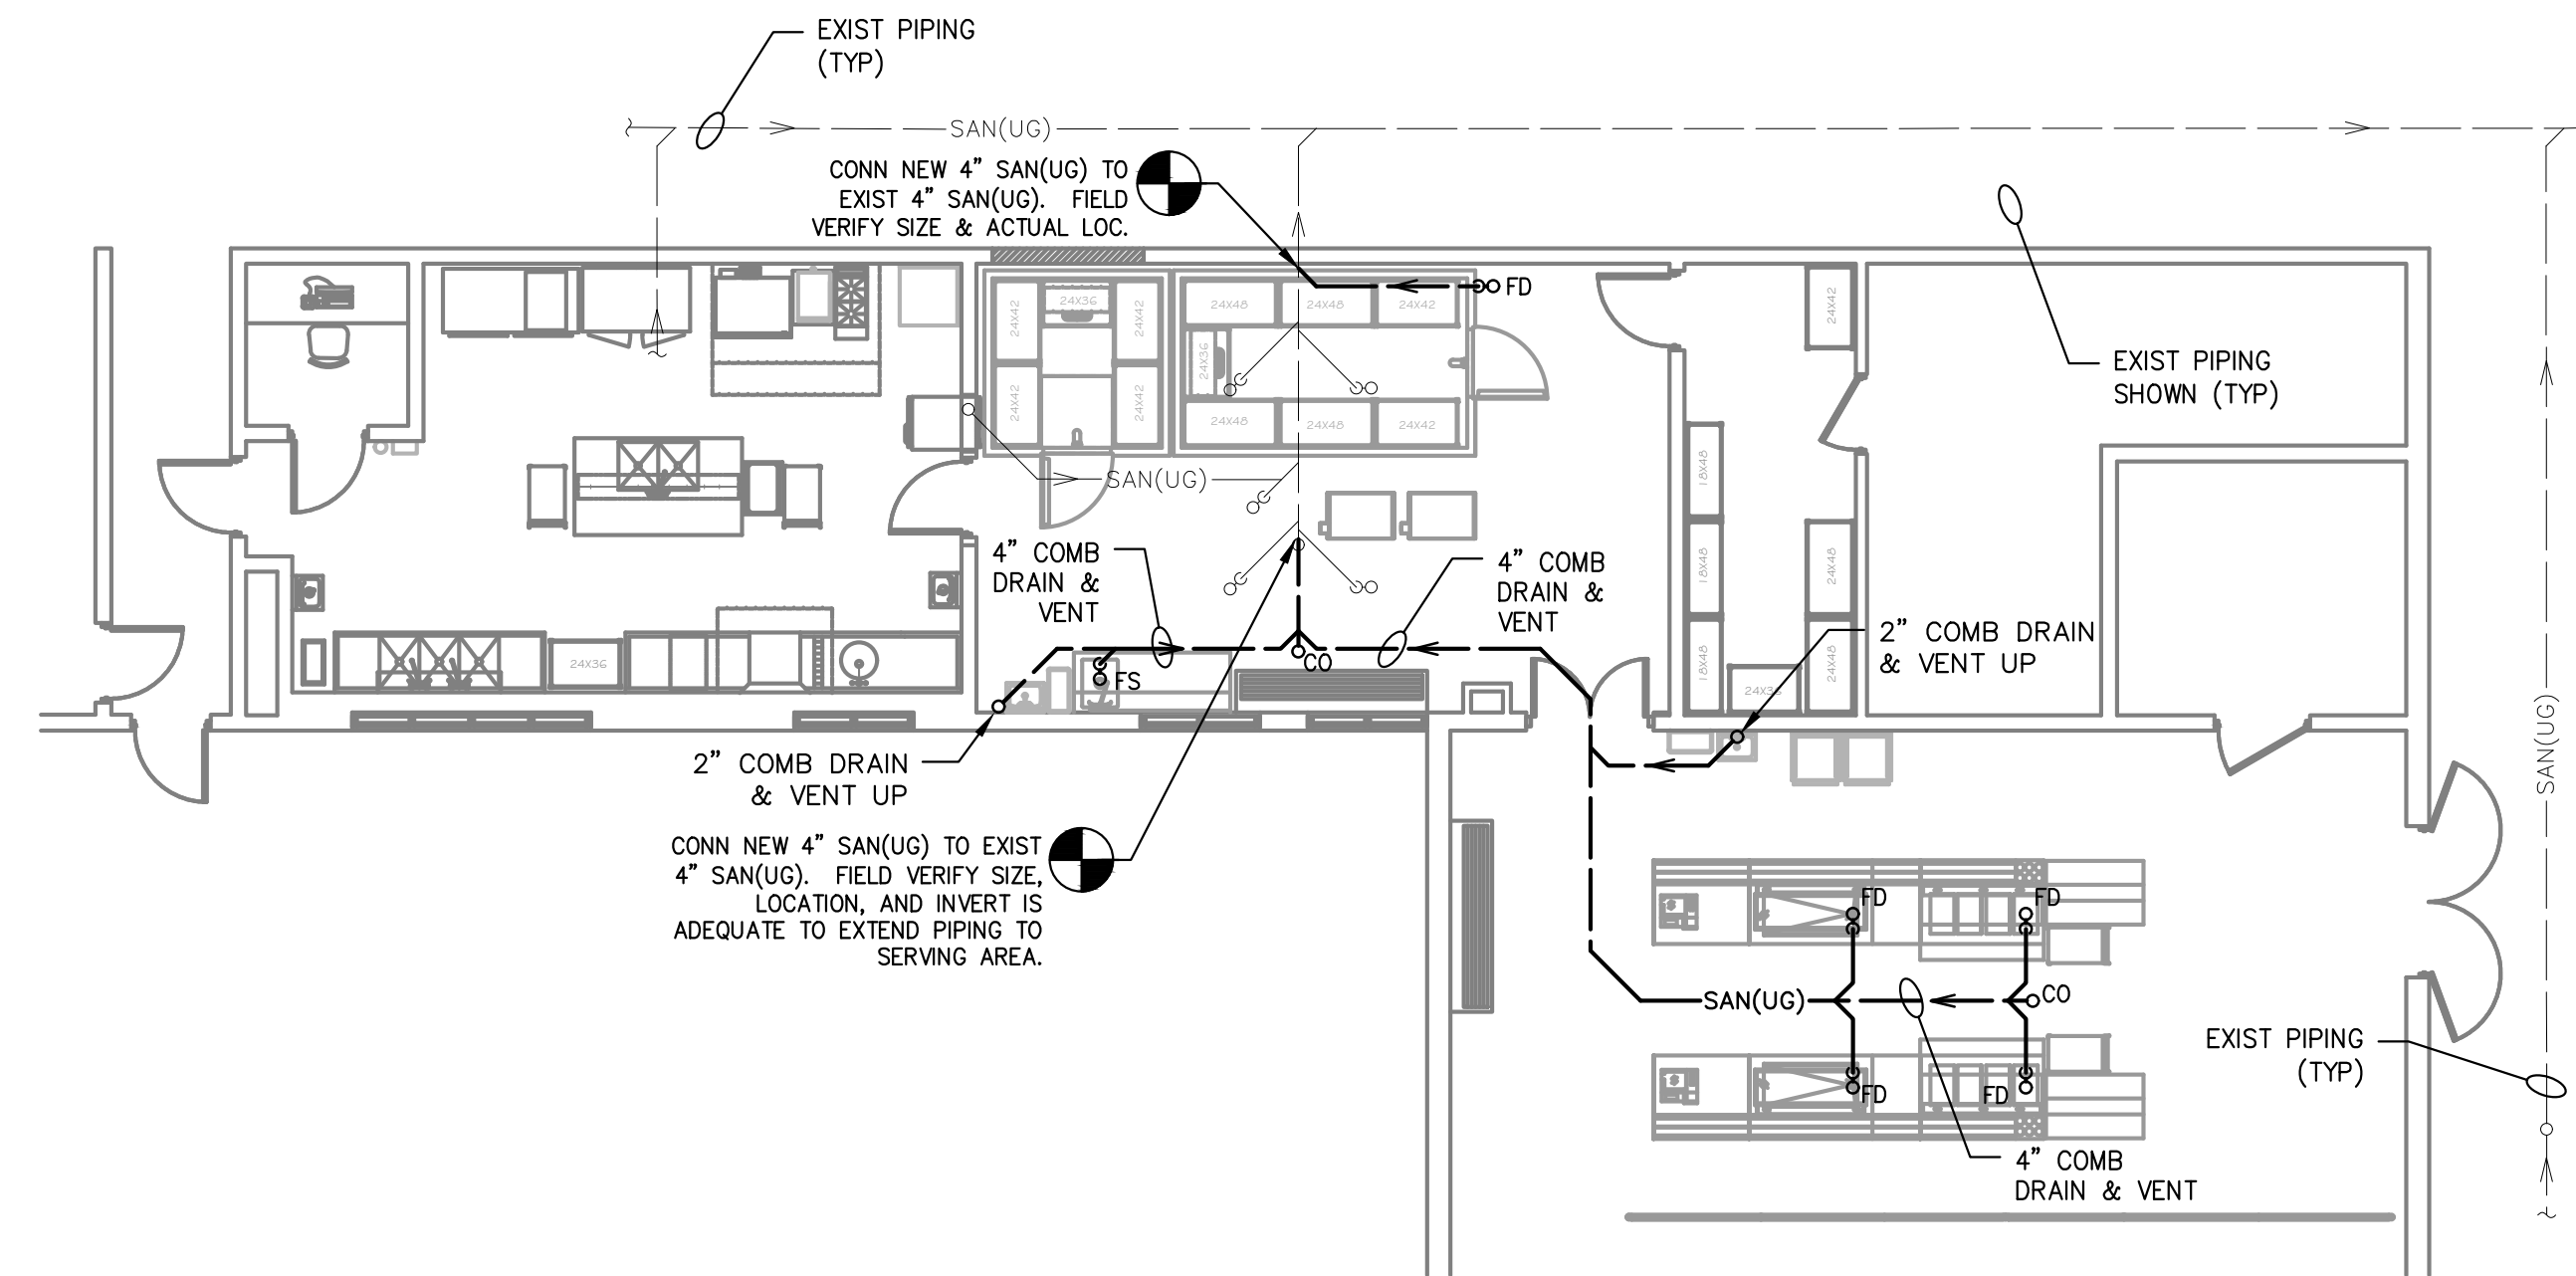 EXIST PIPING
(TYP)
SAN(UG)
CONN NEW 4” SAN(UG) TO
EXIST 4” SAN(UG). FIELD
VERIFY SIZE & ACTUAL LOC.
FD
EXIST PIPING
SHOWN (TYP)
24X42
24X36
24X42
24X42
24X42
24X48
24X48
24X42
24X36
24X48
24X48
24X42
24X42
SAN(UG)
18X48
18X48
18X48
24X48
24X48
24X36
24X36
4” COMB
DRAIN &
VENT
4” COMB
DRAIN &
VENT
CO
FS
2” COMB DRAIN
& VENT UP
2” COMB DRAIN
& VENT UP
CONN NEW 4” SAN(UG) TO EXIST
4” SAN(UG). FIELD VERIFY SIZE,
LOCATION, AND INVERT IS
ADEQUATE TO EXTEND PIPING TO
SERVING AREA.
SAN(UG)
FD
FD
SAN(UG)
CO
FD
FD
EXIST PIPING
(TYP)
4” COMB
DRAIN & VENT